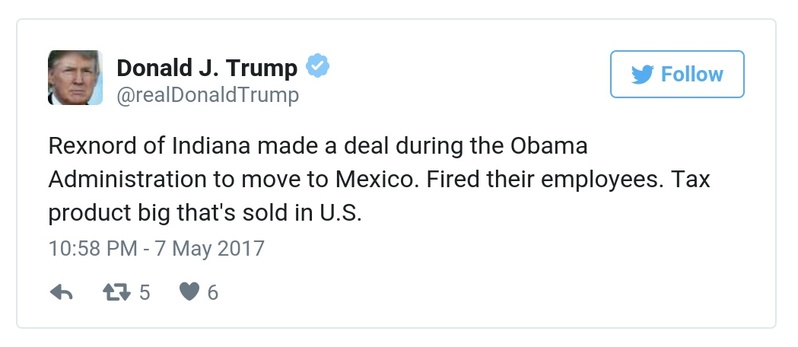 Donald J. Trump
@realDonaldTrump
Follow
Rexnord of Indiana made a deal during the Obama
Administration to move to Mexico. Fired their employees. Tax
product big that's sold in U.S.
10:58 PM - 7 May 2017
5 6